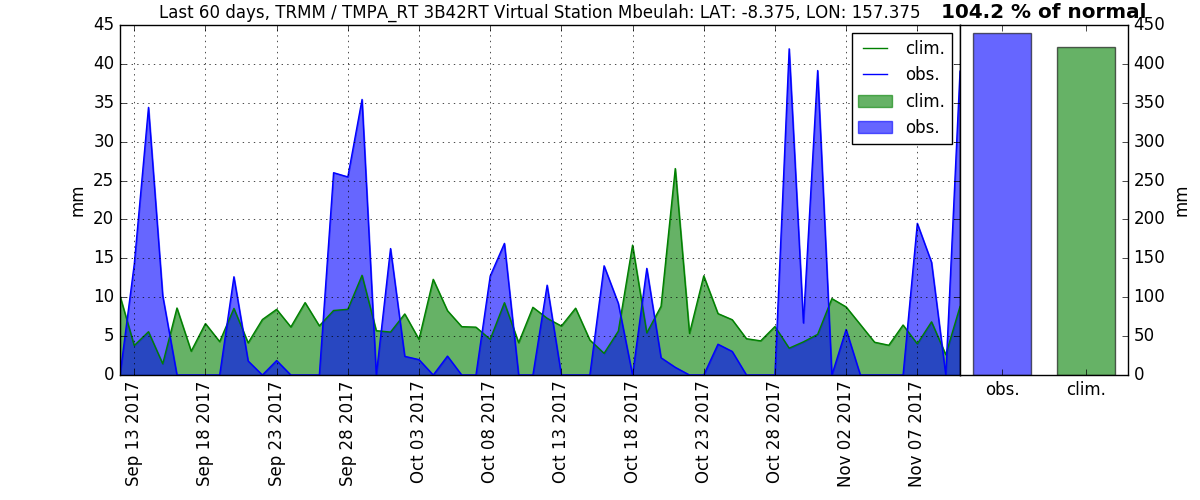 Last 60 days, TRMM / TMPA_RT 3B42RT Virtual Station Mbeulah: LAT: -8.375, LON: 157.375
104.2 % of normal
45
40
35
30
25
20
15
10
5
0
mm
clim.
obs.
clim.
obs.
450
400
350
300
250
200
150
100
50
0
mm
obs.
clim.
Sep 13 2017
Sep 18 2017
Sep 23 2017
Sep 28 2017
Oct 03 2017
Oct 08 2017
Oct 13 2017
Oct 18 2017
Oct 23 2017
Oct 28 2017
Nov 02 2017
Nov 07 2017